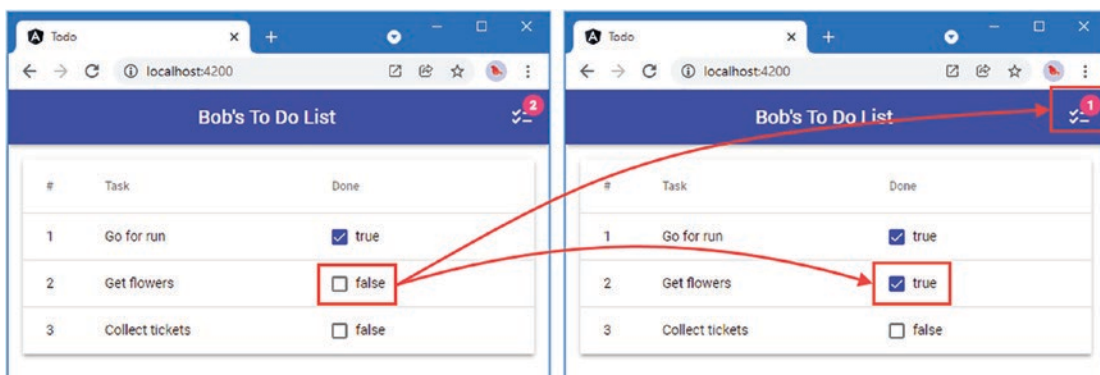 Todo
localhost:4200
Bob's To Do List
2
# Task Done
1 Go for run true
2 Get flowers false
3 Collect tickets false
Todo
localhost:4200
Bob's To Do List
1
# Task Done
1 Go for run true
2 Get flowers true
3 Collect tickets false